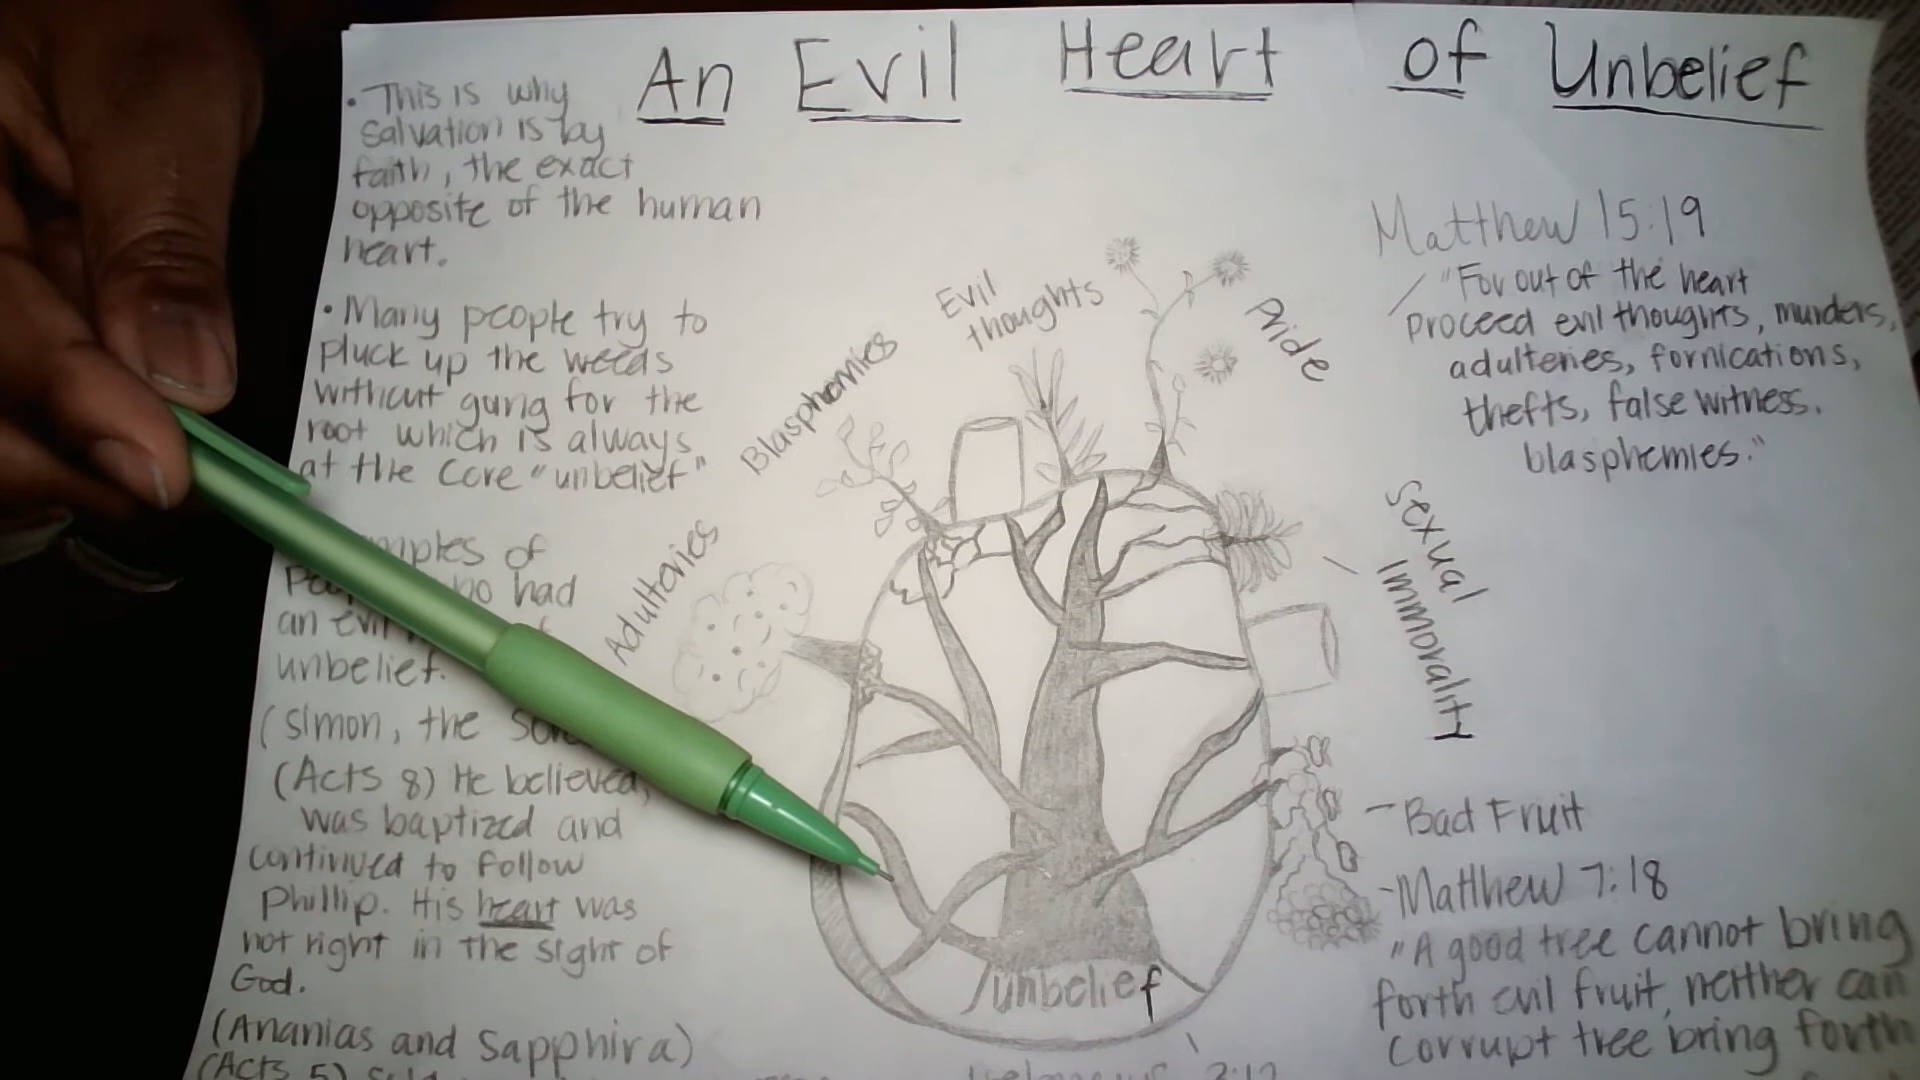 An Evil Heart of Unbelief
• This is why
salvation is by
faith, the exact
opposite of the human
heart.
• Many people try to
pluck up the weeds
without gung for the
root which is always
at the core "unbelief"
of
had
an
unbelief.
(simon, the
(Acts 8) He believed,
was baptized and
continued to follow
Phillip. His heart was
not right in the sight of
God.
(Ananias and Sapphira)
(Acts 5)
Adulteries
Blasphemies
Evil
thoughts
Pride
Sexual
Immorality
unbelief
Matthew 15:19
"For out of the heart
proceed evil thoughts, murders,
adulteries, fornications,
thefts, false witness,
blasphemies."
- Bad Fruit
- Matthew 7:18
"A good tree cannot bring
forth evil fruit, neither can
corrupt tree bring forth